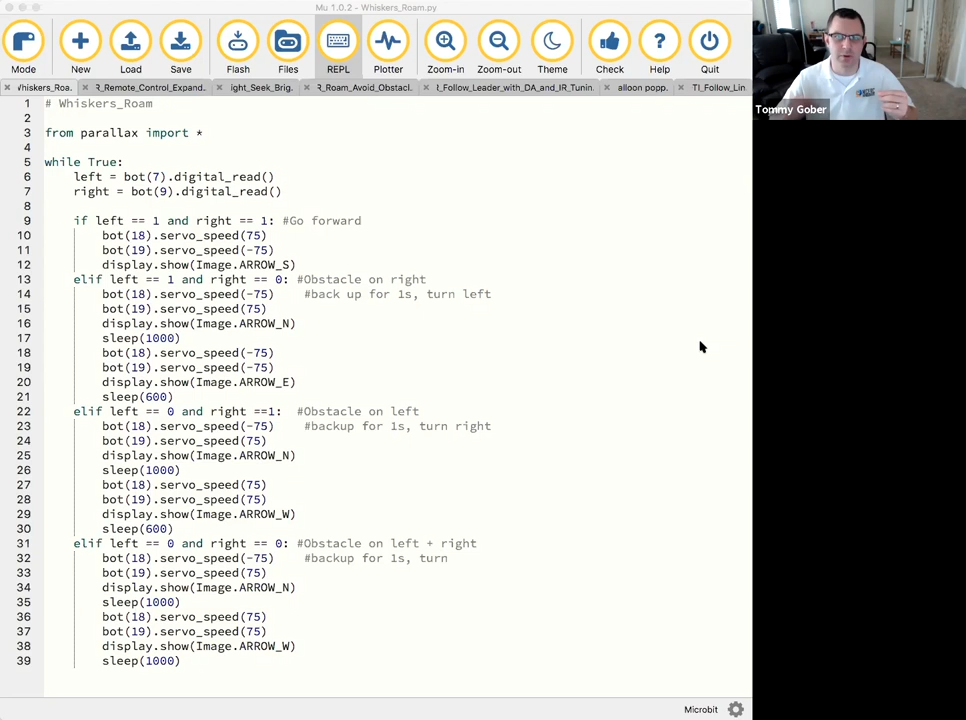 Mu 1.0.2 - Whiskers_Roam.py
Mode New Load Save Flash Files REPL Plotter Zoom-in Zoom-out Theme Check Help Quit
Whiskers_Roa. R_Remote_Control_Expand.. ight_Seek_Brig. R_Roam_Avoid_Obstacl. R_Follow_Leader_with_DA_and_IR_Tunin. alloon popp. TI_Follow_Lin
Tommy Gober
1 # Whiskers_Roam
2
3 from parallax import *
4
5 while True:
6 left = bot(7).digital_read()
7 right = bot(9).digital_read()
8
9 if left == 1 and right == 1: #Go forward
10 bot(18).servo_speed(75)
11 bot(19).servo_speed(-75)
12 display.show(Image.ARROW_S)
13 elif left == 1 and right == 0: #Obstacle on right
14 bot(18).servo_speed(-75) #back up for 1s, turn left
15 bot(19).servo_speed(75)
16 display.show(Image.ARROW_N)
17 sleep(1000)
18 bot(18).servo_speed(-75)
19 bot(19).servo_speed(-75)
20 display.show(Image.ARROW_E)
21 sleep(600)
22 elif left == 0 and right ==1: #Obstacle on left
23 bot(18).servo_speed(-75) #backup for 1s, turn right
24 bot(19).servo_speed(75)
25 display.show(Image.ARROW_N)
26 sleep(1000)
27 bot(18).servo_speed(75)
28 bot(19).servo_speed(75)
29 display.show(Image.ARROW_W)
30 sleep(600)
31 elif left == 0 and right == 0: #Obstacle on left + right
32 bot(18).servo_speed(-75) #backup for 1s, turn
33 bot(19).servo_speed(75)
34 display.show(Image.ARROW_N)
35 sleep(1000)
36 bot(18).servo_speed(75)
37 bot(19).servo_speed(75)
38 display.show(Image.ARROW_W)
39 sleep(1000)
Microbit